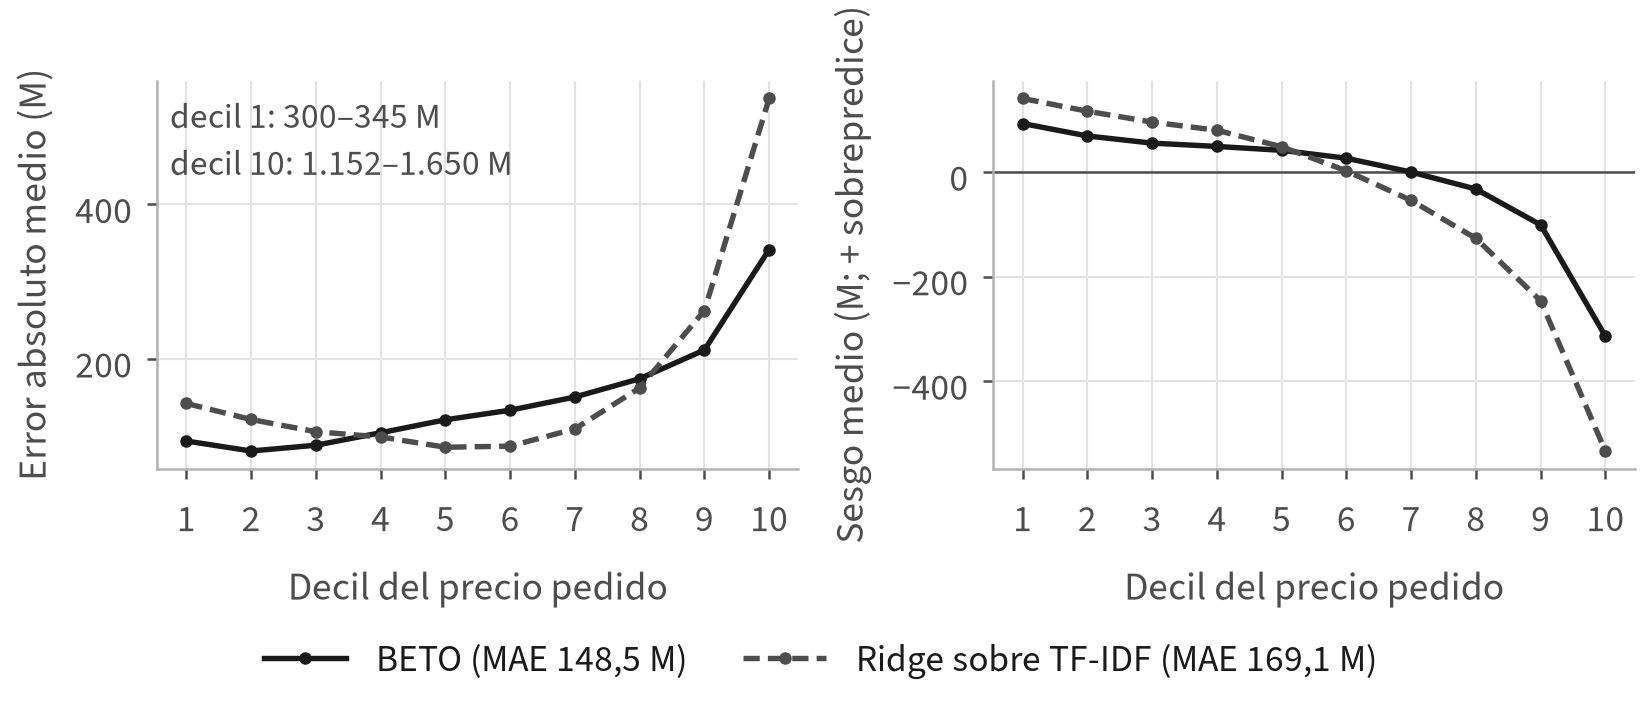 Error absoluto medio (M)
decil 1: 300–345 M
decil 10: 1.152–1.650 M
400
200
1 2 3 4 5 6 7 8 9 10
Decil del precio pedido
Sesgo medio (M; + sobrepredice)
0
−200
−400
1 2 3 4 5 6 7 8 9 10
Decil del precio pedido
BETO (MAE 148,5 M)
Ridge sobre TF-IDF (MAE 169,1 M)